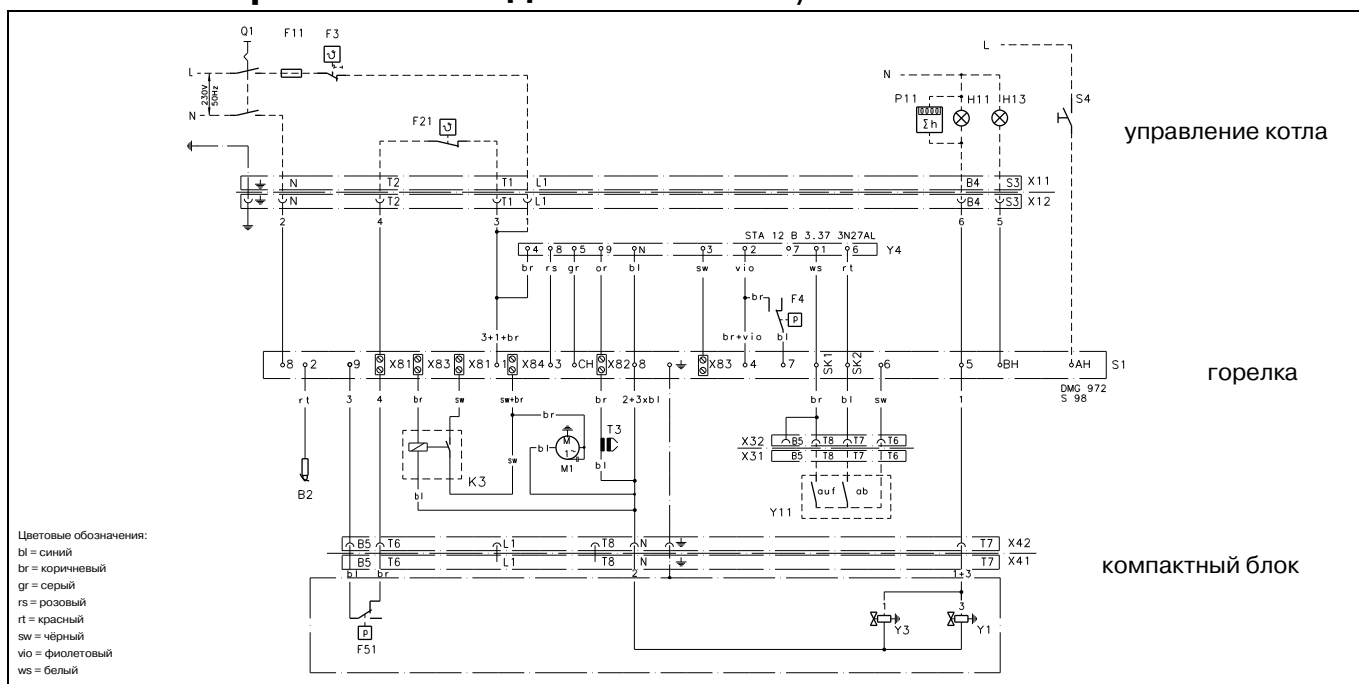 Q1 F11 F3
L
230V
50Hz
N
F21
L
N
P11 H11 H13 S4
Σh
управление котла
N T2 T1 L1 B4 S3 X11
N T2 T1 L1 B4 S3 X12
2 4 3 1 6 5
STA 12 B 3.37 3N27AL
4 8 5 9 N 3 2 7 1 6 Y4
br rs gr or bl sw vio ws rt
br F4
P
3+1+br br+vio bl
8 2 9 X81 X83 X81 1 X84 3 CH X82 8 X83 4 7 SK1 SK2 6 5 BH AH S1
горелка
DMG 972
S 98
rt 3 4 br sw sw+br br 2+3xbl br bl sw 1
br
T3
bl M
1~
M1
sw bl
K3
bl
B2
X32 B5 T8 T7 T6
X31 B5 T8 T7 T6
auf ab
Y11
B5 T6 L1 T8 N T7 X42
B5 T6 L1 T8 N T7 X41
компактный блок
bl br 2 1+3
1 3
Y3 Y1
P
F51
Цветовые обозначения:
bl = синий
br = коричневый
gr = серый
rs = розовый
rt = красный
sw = чёрный
vio = фиолетовый
ws = белый